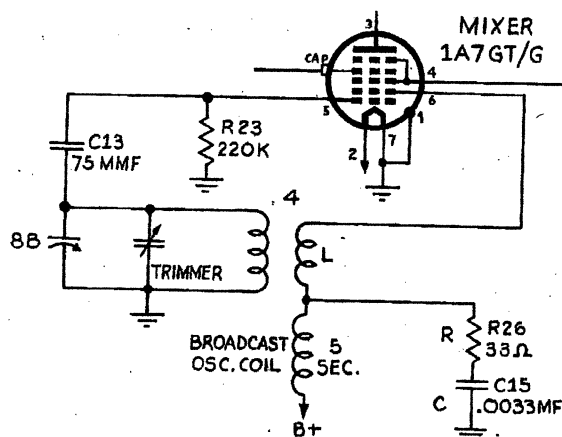 3
MIXER
1A7GT/G
CAP
4
5
6
1
2
7
C13
75 MMF
R23
220K
4
8B
TRIMMER
L
BROADCAST
OSC. COIL
5
SEC.
R
R26
33Ω
C
C15
.0033MF
B+